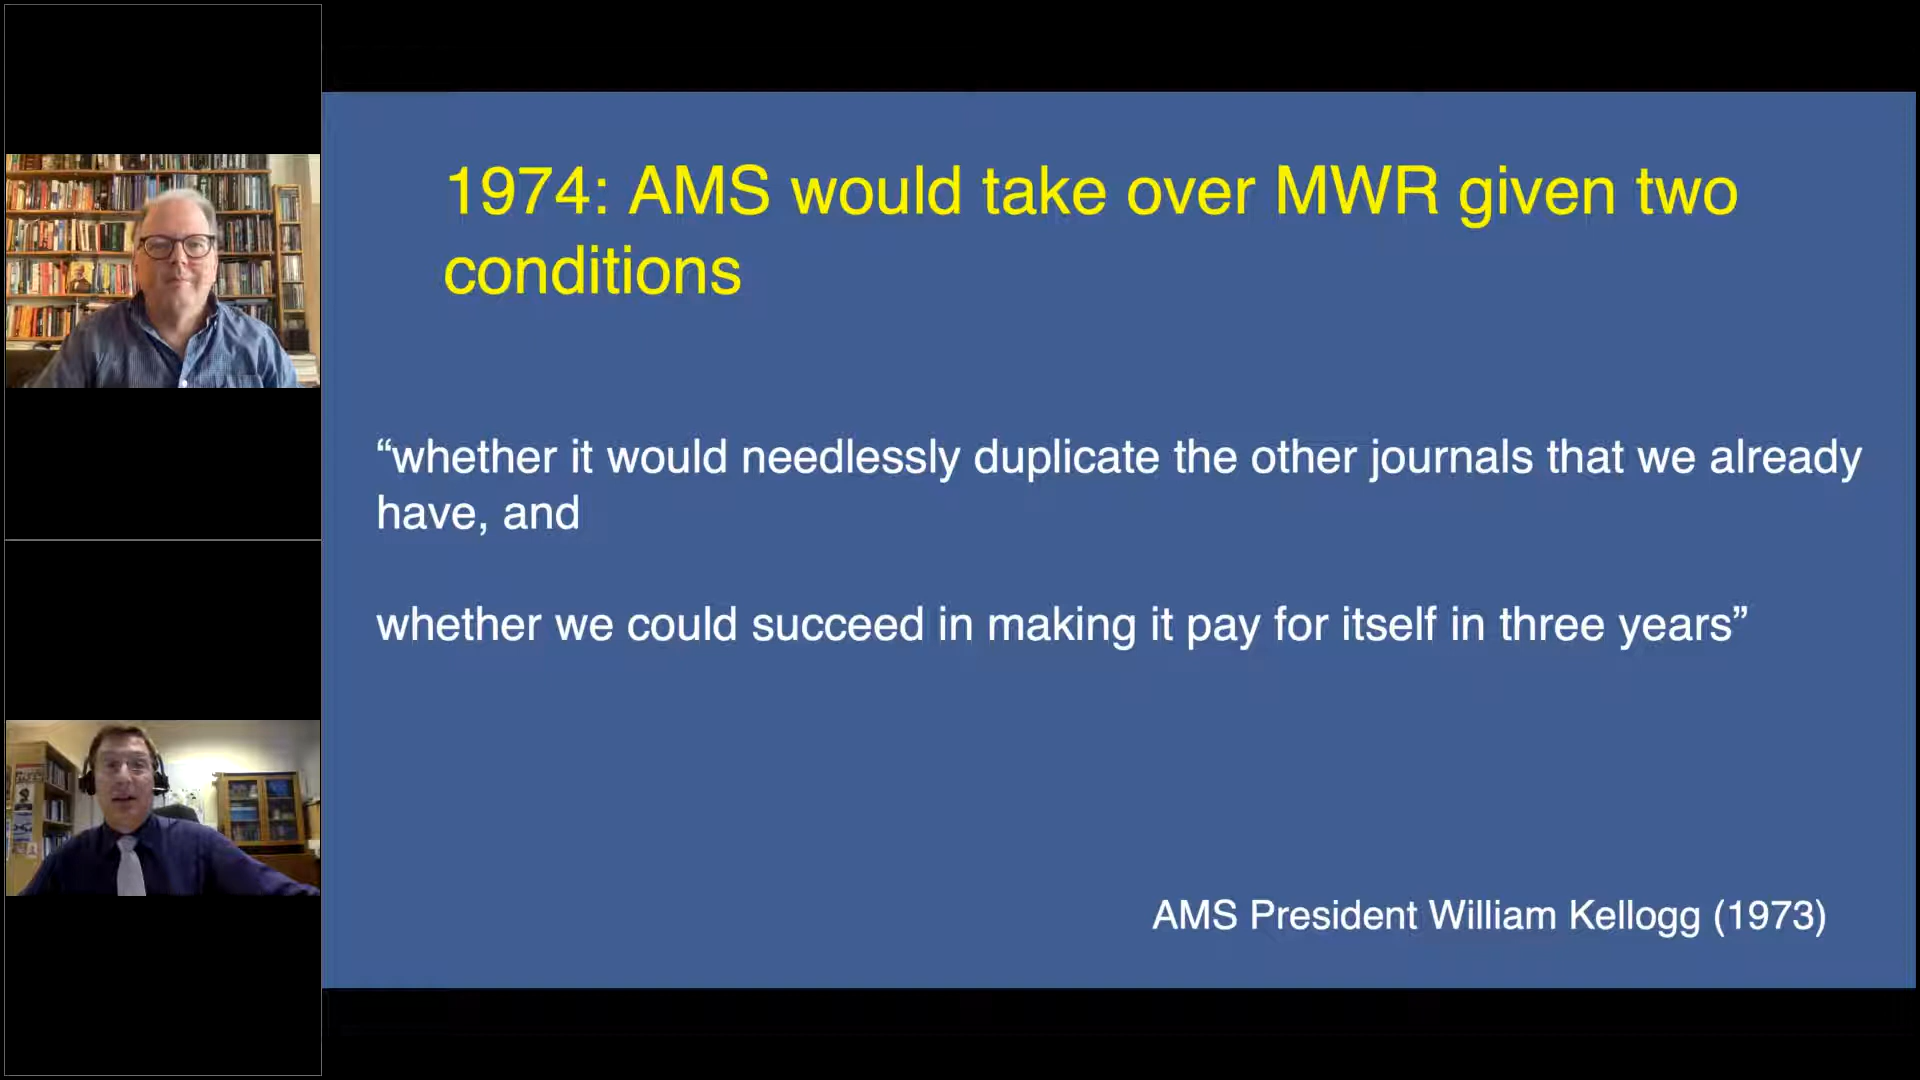 1974: AMS would take over MWR given two
conditions
“whether it would needlessly duplicate the other journals that we already
have, and
whether we could succeed in making it pay for itself in three years”
AMS President William Kellogg (1973)